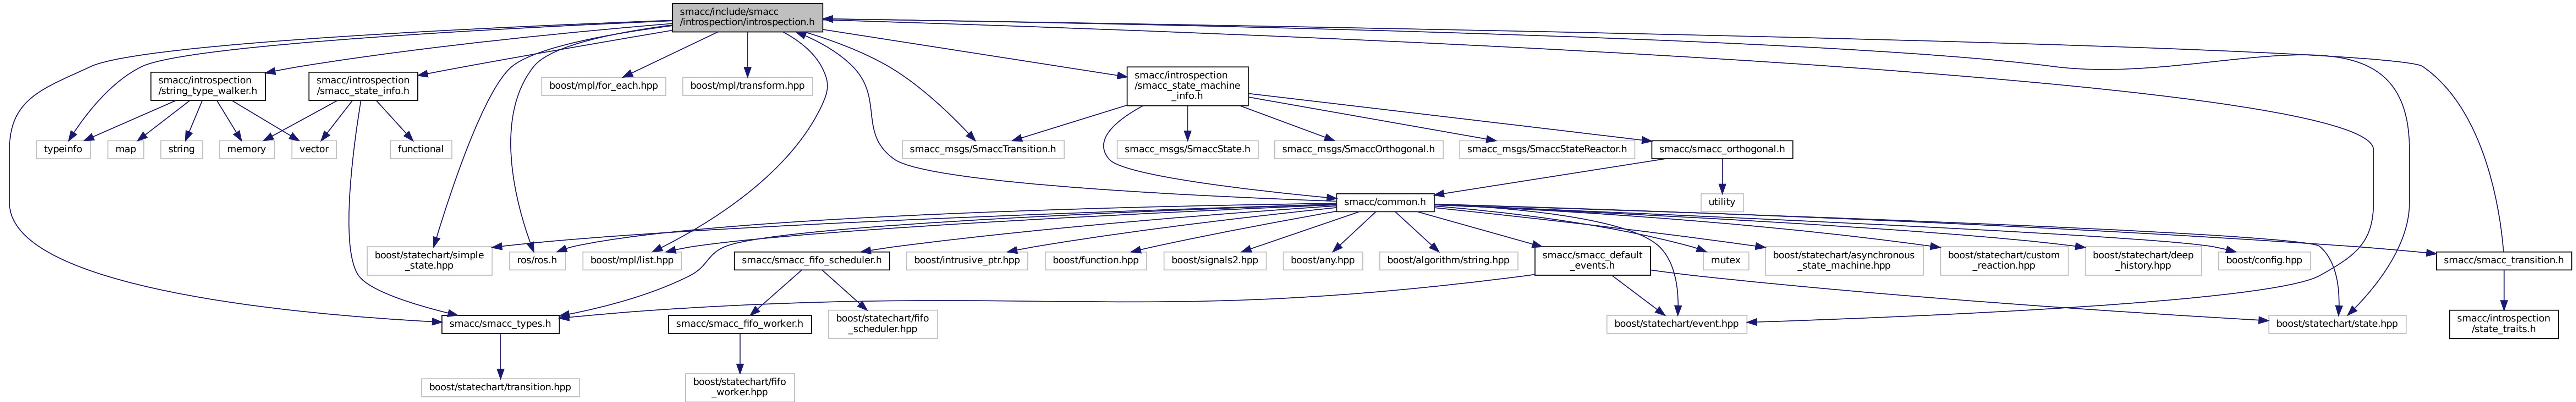 smacc/include/smacc
/introspection/introspection.h
smacc/introspection
/string_type_walker.h
smacc/introspection
/smacc_state_info.h
boost/mpl/for_each.hpp
boost/mpl/transform.hpp
smacc/introspection
/smacc_state_machine
_info.h
typeinfo
map
string
memory
vector
functional
smacc_msgs/SmaccTransition.h
smacc_msgs/SmaccState.h
smacc_msgs/SmaccOrthogonal.h
smacc_msgs/SmaccStateReactor.h
smacc/smacc_orthogonal.h
smacc/common.h
utility
boost/statechart/simple
_state.hpp
ros/ros.h
boost/mpl/list.hpp
smacc/smacc_fifo_scheduler.h
boost/intrusive_ptr.hpp
boost/function.hpp
boost/signals2.hpp
boost/any.hpp
boost/algorithm/string.hpp
smacc/smacc_default
_events.h
mutex
boost/statechart/asynchronous
_state_machine.hpp
boost/statechart/custom
_reaction.hpp
boost/statechart/deep
_history.hpp
boost/config.hpp
smacc/smacc_transition.h
smacc/smacc_types.h
smacc/smacc_fifo_worker.h
boost/statechart/fifo
_scheduler.hpp
boost/statechart/event.hpp
boost/statechart/state.hpp
smacc/introspection
/state_traits.h
boost/statechart/transition.hpp
boost/statechart/fifo
_worker.hpp